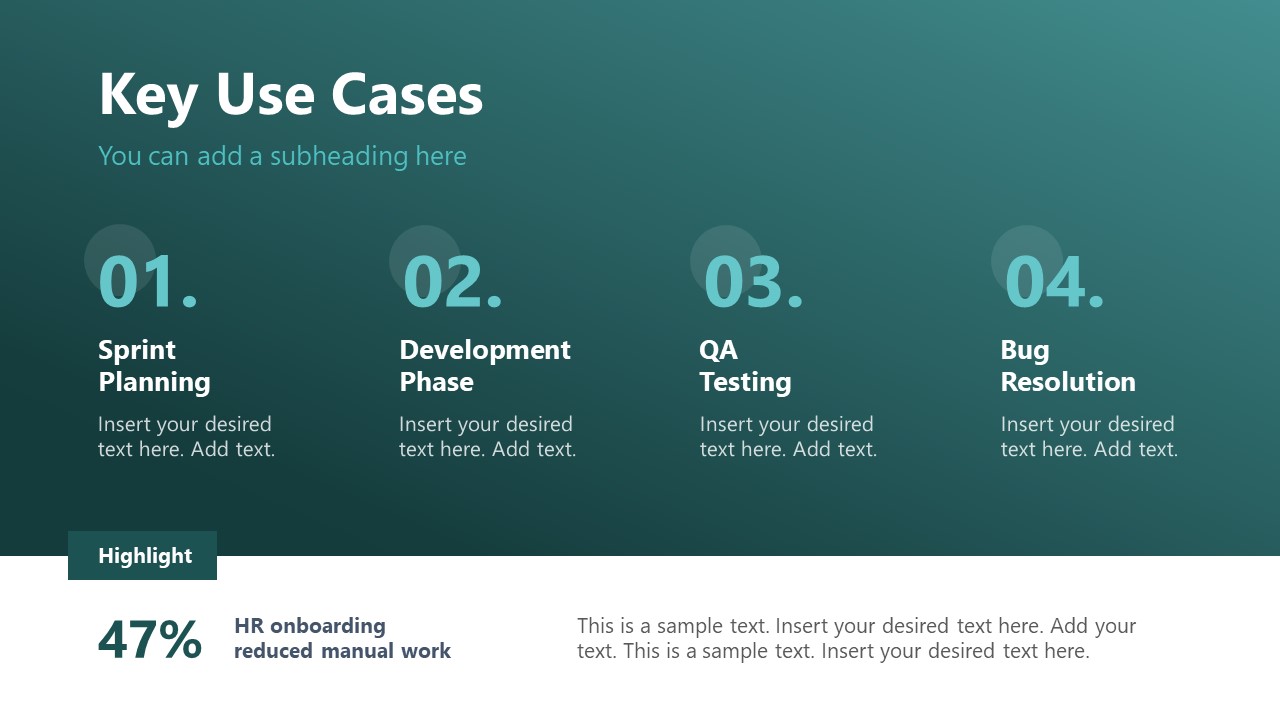 Key Use Cases
You can add a subheading here
01.
Sprint
Planning
Insert your desired
text here. Add text.
02.
Development
Phase
Insert your desired
text here. Add text.
03.
QA
Testing
Insert your desired
text here. Add text.
04.
Bug
Resolution
Insert your desired
text here. Add text.
Highlight
47%
HR onboarding
reduced manual work
This is a sample text. Insert your desired text here. Add your
text. This is a sample text. Insert your desired text here.